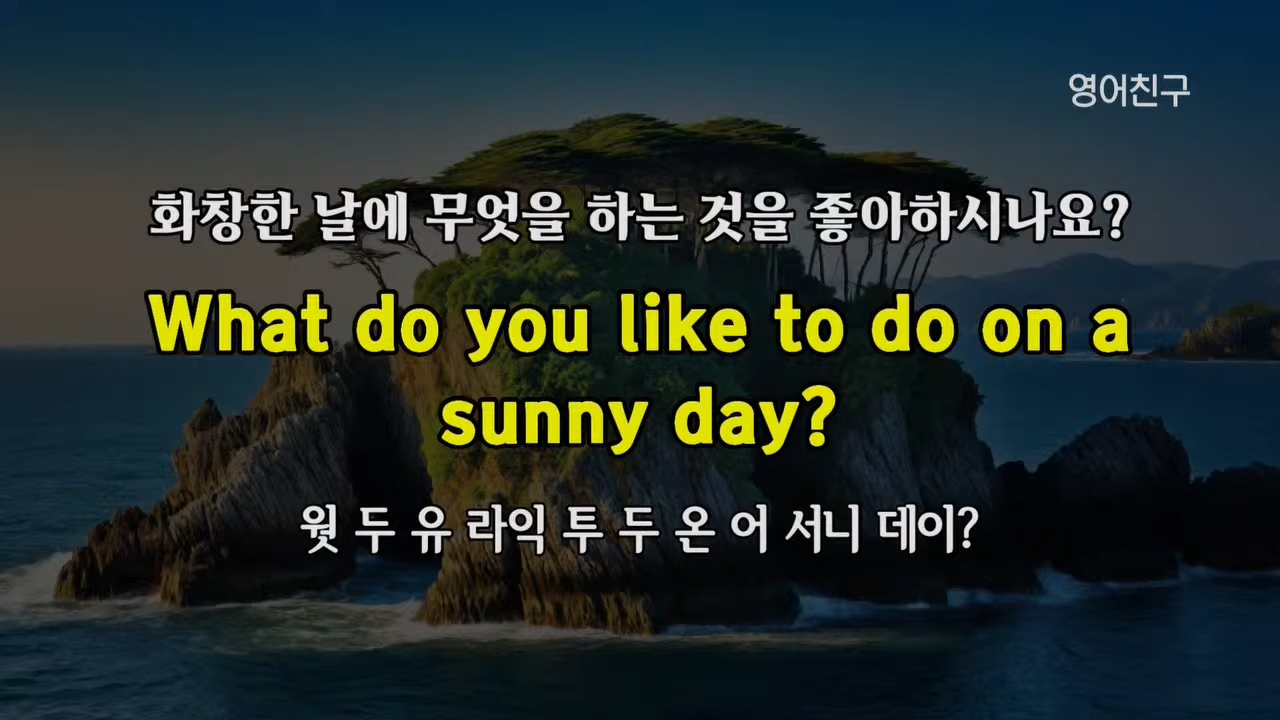 영어친구
화창한 날에 무엇을 하는 것을 좋아하시나요?
What do you like to do on a
sunny day?
웟 두 유 라익 투 두 온 어 서니 데이?